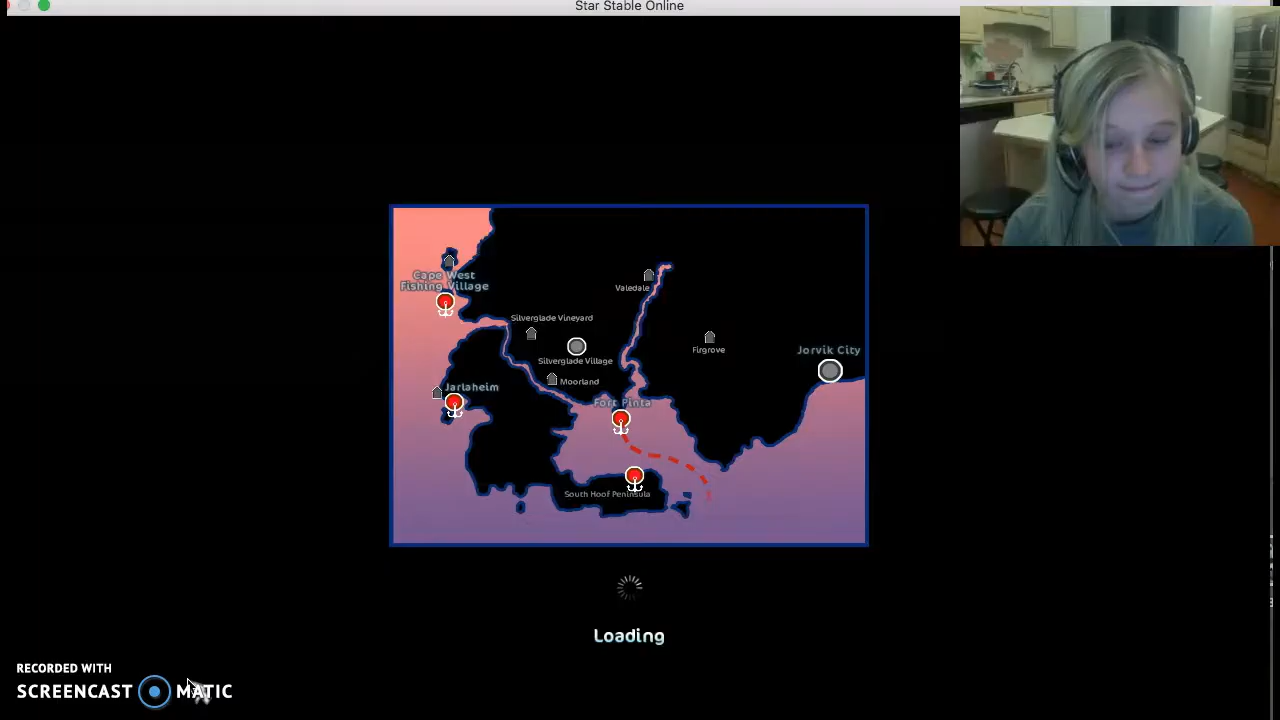 Star Stable Online
Cape West
Fishing Village
Valedale
Silverglade Vineyard
Silverglade Village
Firgrove
Jorvik City
Moorland
Jarlaheim
Fort Pinta
South Hoof Peninsula
Loading
RECORDED WITH
SCREENCAST MATIC